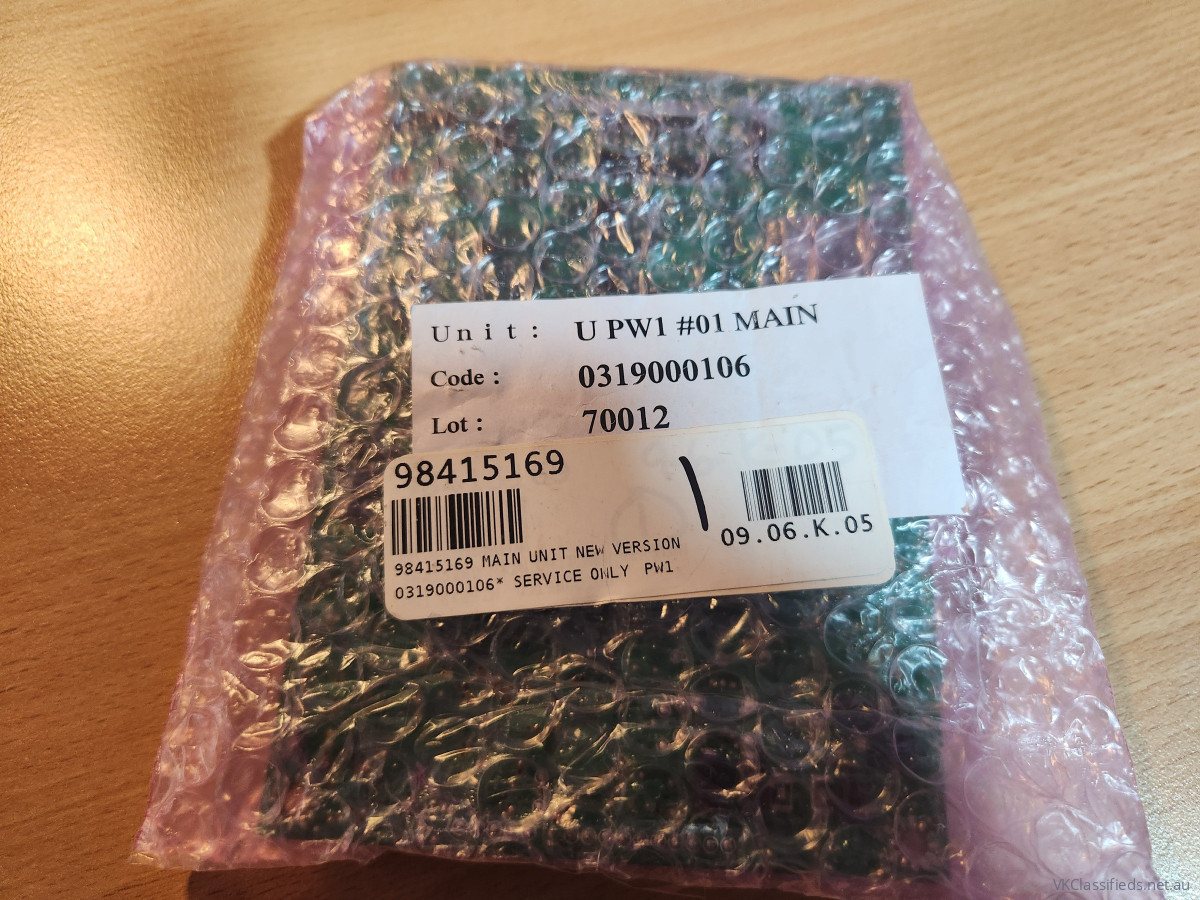 Unit : U PW1 #01 MAIN
Code : 0319000106
Lot : 70012
98415169
09.06.K.05
98415169 MAIN UNIT NEW VERSION
0319000106* SERVICE ONLY PW1
VKClassifieds.net.au